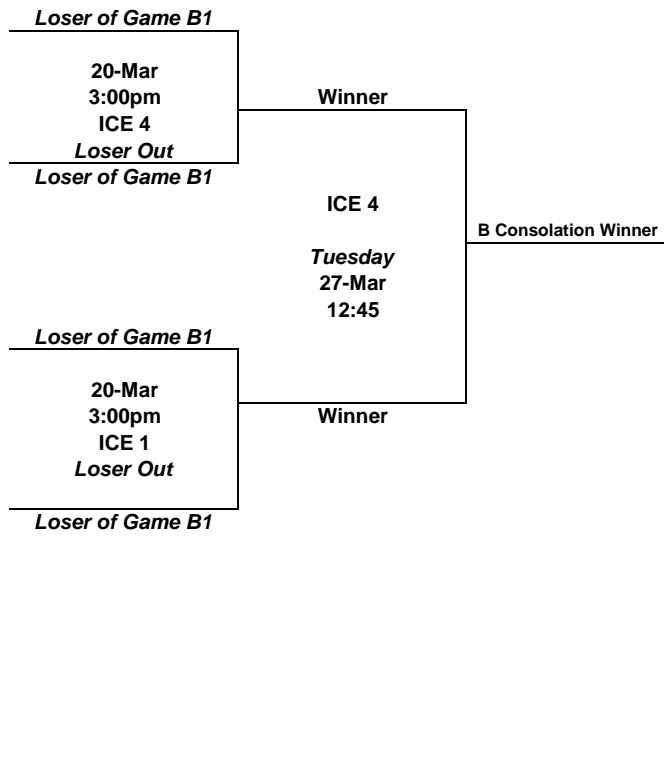 Loser of Game B1
20-Mar
3:00pm
ICE 4
Loser Out
Loser of Game B1
Winner
ICE 4
Tuesday
27-Mar
12:45
B Consolation Winner
Loser of Game B1
20-Mar
3:00pm
ICE 1
Loser Out
Loser of Game B1
Winner